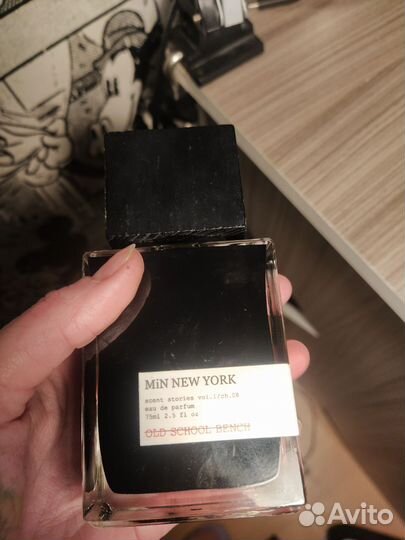 MiN NEW YORK
scent stories vol.1/ch.06
eau de parfum
75ml 2.5 fl oz
OLD SCHOOL BENCH
Avito